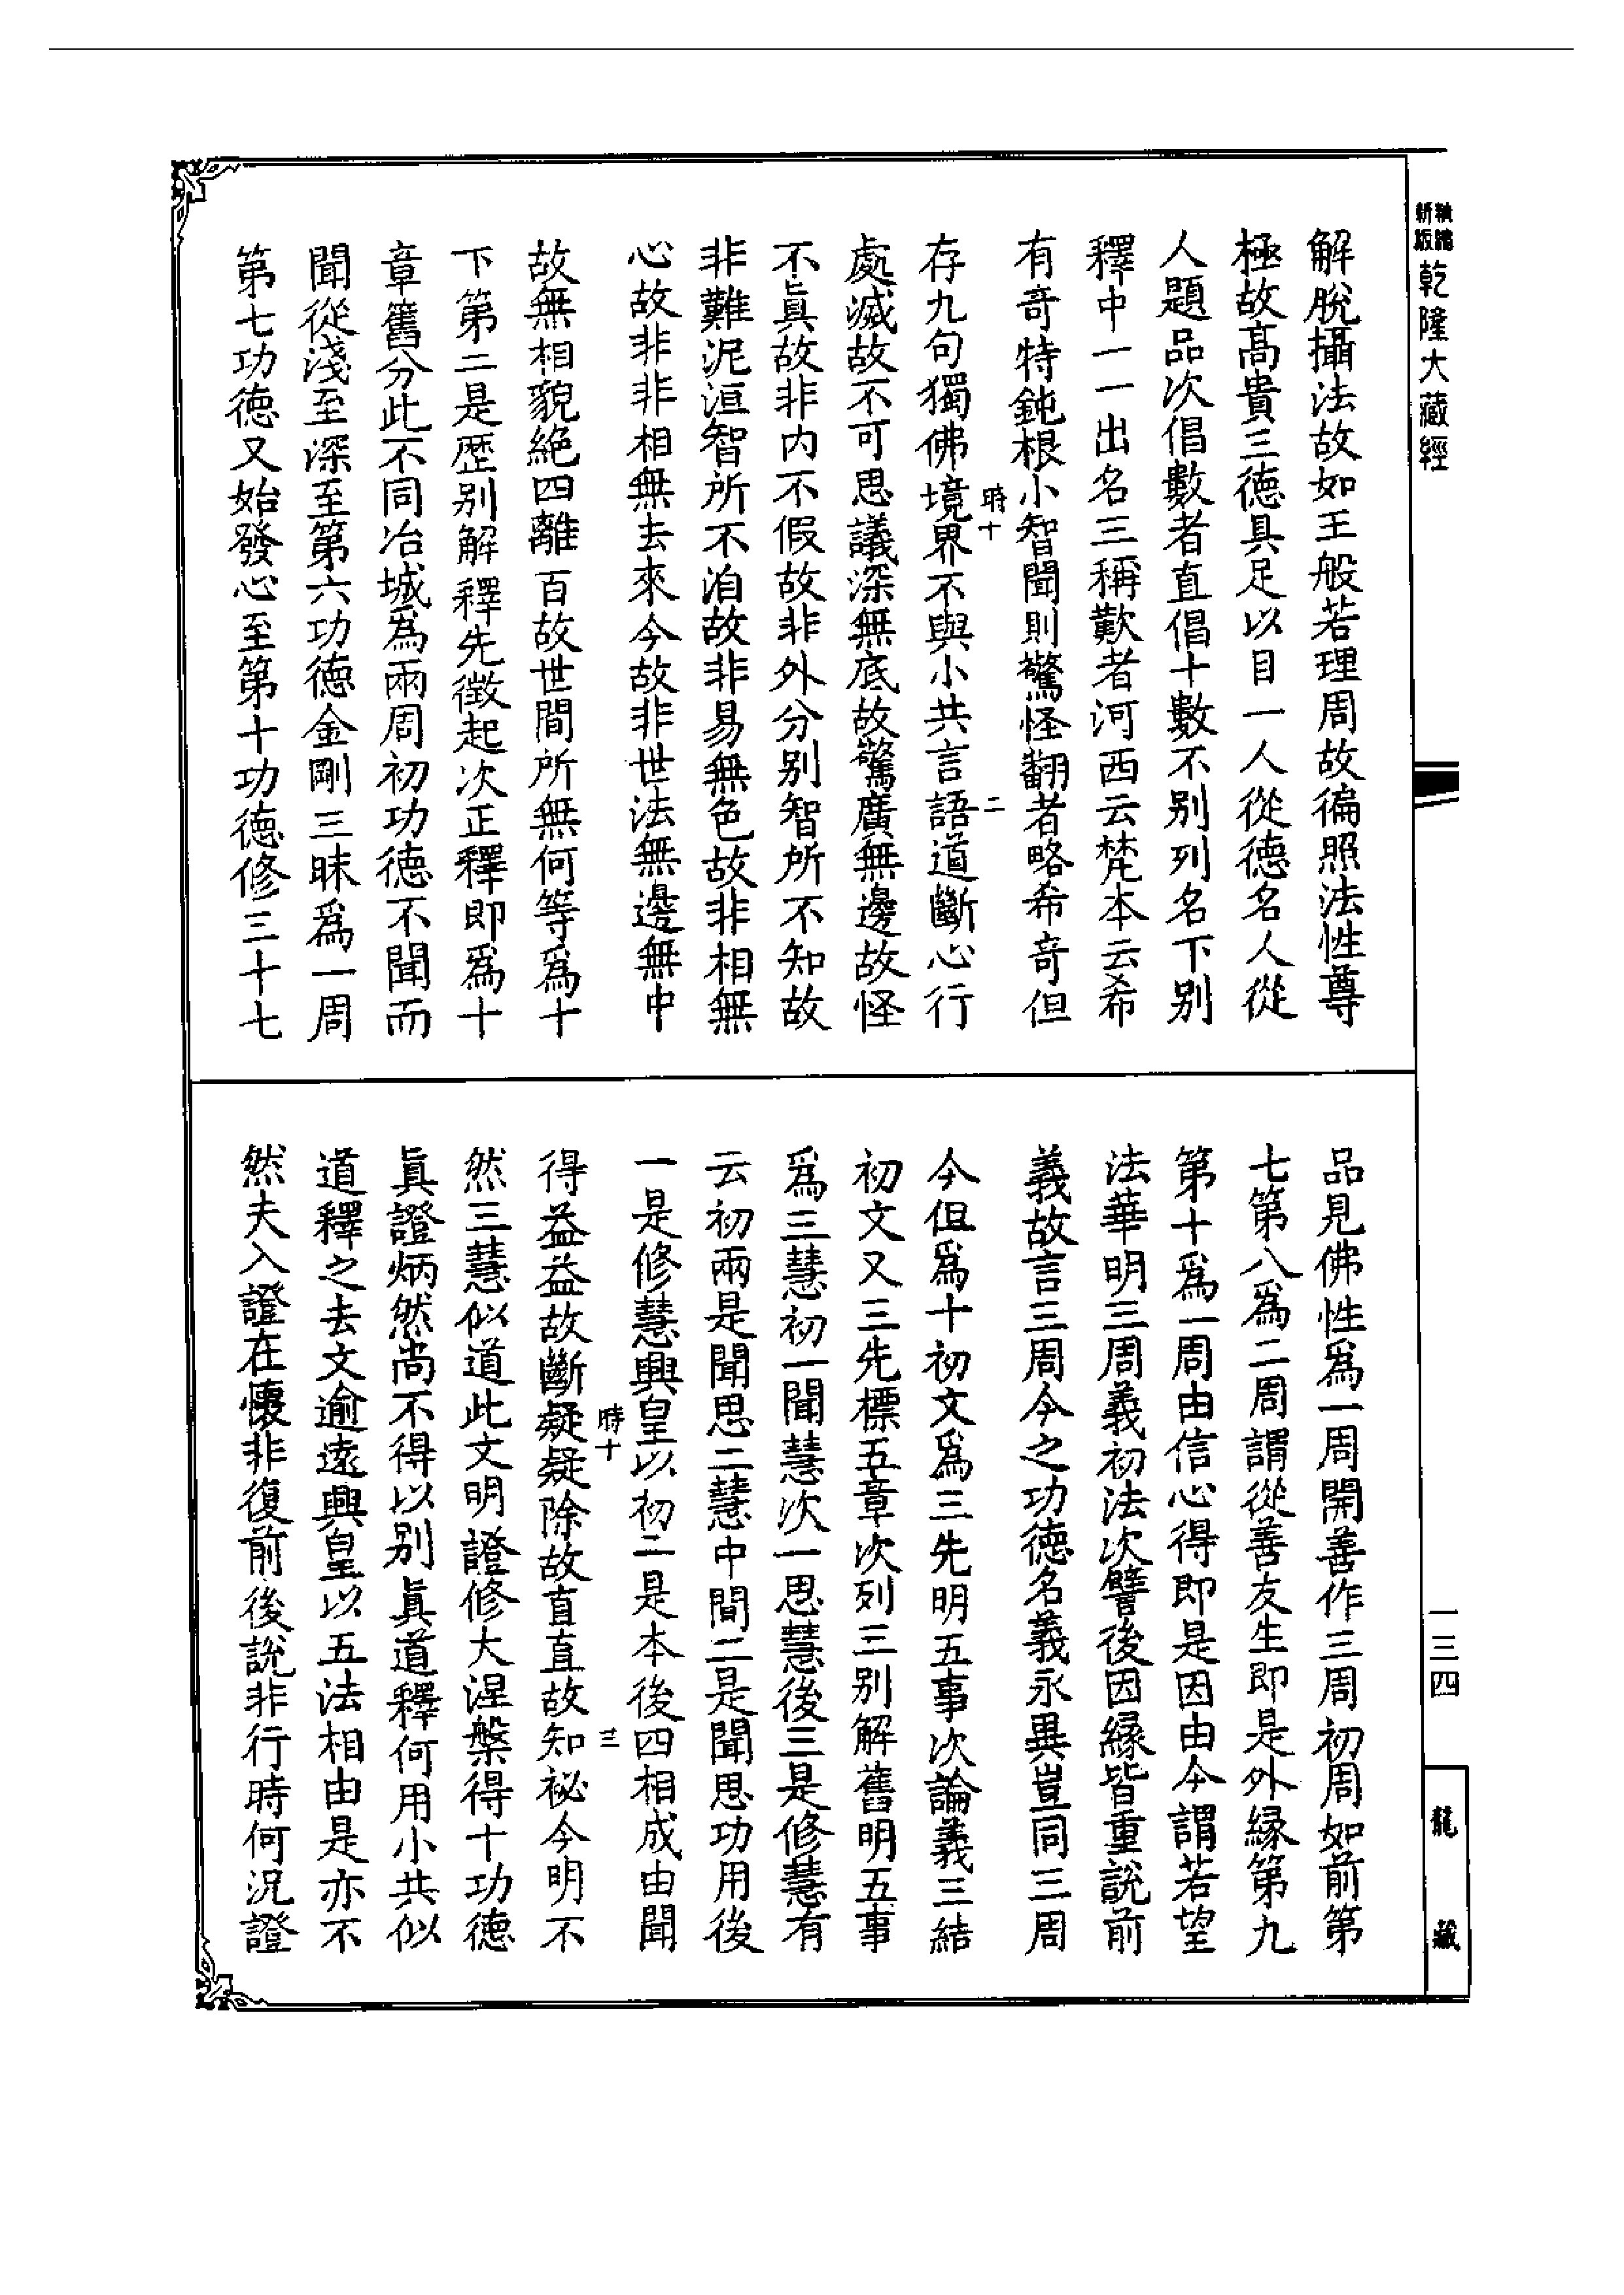 新編縮版 乾隆大藏經
解脫攝法故如王般若理周故徧照法性尊
極故高貴三德具足以目一人從德名人從
人題品次倡數者直倡十數不別列名下別
釋中一一出名三稱歎者河西云梵本云希
有奇特鈍根小智聞則驚怪翻者略希奇但
時十
二
存九句獨佛境界不與小共言語道斷心行
處滅故不可思議深無底故驚廣無邊故怪
不眞故非內不假故非外分別智所不知故
非難泥洹智所不洎故非易無色故非相無
心故非非相無去來今故非世法無邊無中
故無相貌絕四離百故世間所無何等爲十
下第二是歷別解釋先徵起次正釋即爲十
章舊分此不同冶城爲兩周初功德不聞而
聞從淺至深至第六功德金剛三昧爲一周
第七功德又始發心至第十功德修三十七
品見佛性爲一周開善作三周初周如前第
七第八爲二周謂從善友生即是外緣第九
第十爲一周由信心得即是因由今謂若望
法華明三周義初法次譬後因緣皆重說前
義故言三周今之功德名義永異豈同三周
今但爲十初文爲三先明五事次論義三結
初文又三先標五章次列三別解舊明五事
爲三慧初一聞慧次一思慧後三是修慧有
云初兩是聞思二慧中間二是聞思功用後
一是修慧興皇以初二是本後四相成由聞
時十
三
得益益故斷疑疑除故直直故知祕今明不
然三慧似道此文明證修大涅槃得十功德
眞證炳然尚不得以別眞道釋何用小共似
道釋之去文逾遠興皇以五法相由是亦不
然夫入證在懷非復前後說非行時何況證
一三四
龍藏